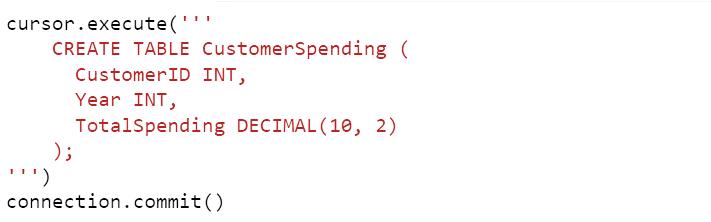 cursor.execute('''
    CREATE TABLE CustomerSpending (
      CustomerID INT,
      Year INT,
      TotalSpending DECIMAL(10, 2)
    );
''')
connection.commit()